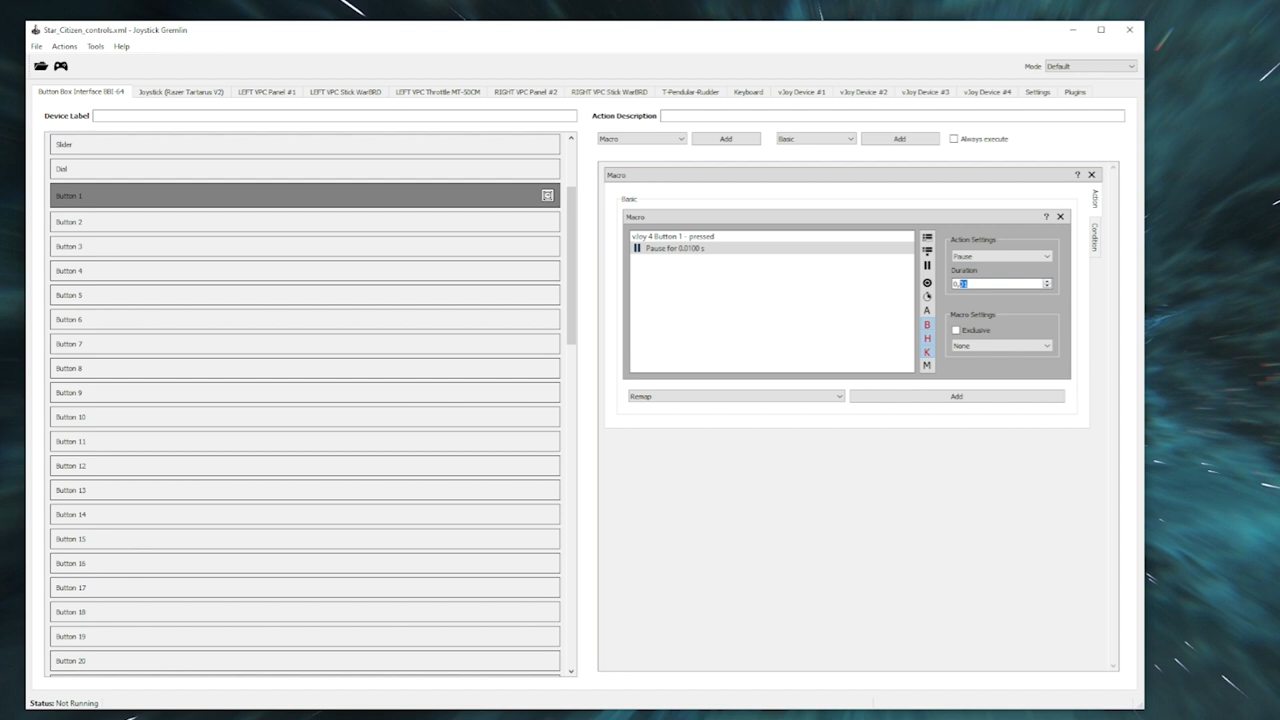 Star_Citizen_controls.xml - Joystick Gremlin
File Actions Tools Help
Mode Default
Button Box Interface BBI-64 Joystick (Razer Tartarus V2) LEFT VPC Panel #1 LEFT VPC Stick WarBRD LEFT VPC Throttle MT-50CM RIGHT VPC Panel #2 RIGHT VPC Stick WarBRD T-Pendular-Rudder Keyboard vJoy Device #1 vJoy Device #2 vJoy Device #3 vJoy Device #4 Settings Plugins
Device Label
Slider
Dial
Button 1
Button 2
Button 3
Button 4
Button 5
Button 6
Button 7
Button 8
Button 9
Button 10
Button 11
Button 12
Button 13
Button 14
Button 15
Button 16
Button 17
Button 18
Button 19
Button 20
Action Description
Macro Add Basic Add Always execute
Macro ?
Action
Condition
Basic
Macro ?
vJoy 4 Button 1 - pressed
Pause for 0.0100 s
A
B
H
K
M
Action Settings
Pause
Duration
0,01
Macro Settings
Exclusive
None
Remap Add
Status: Not Running